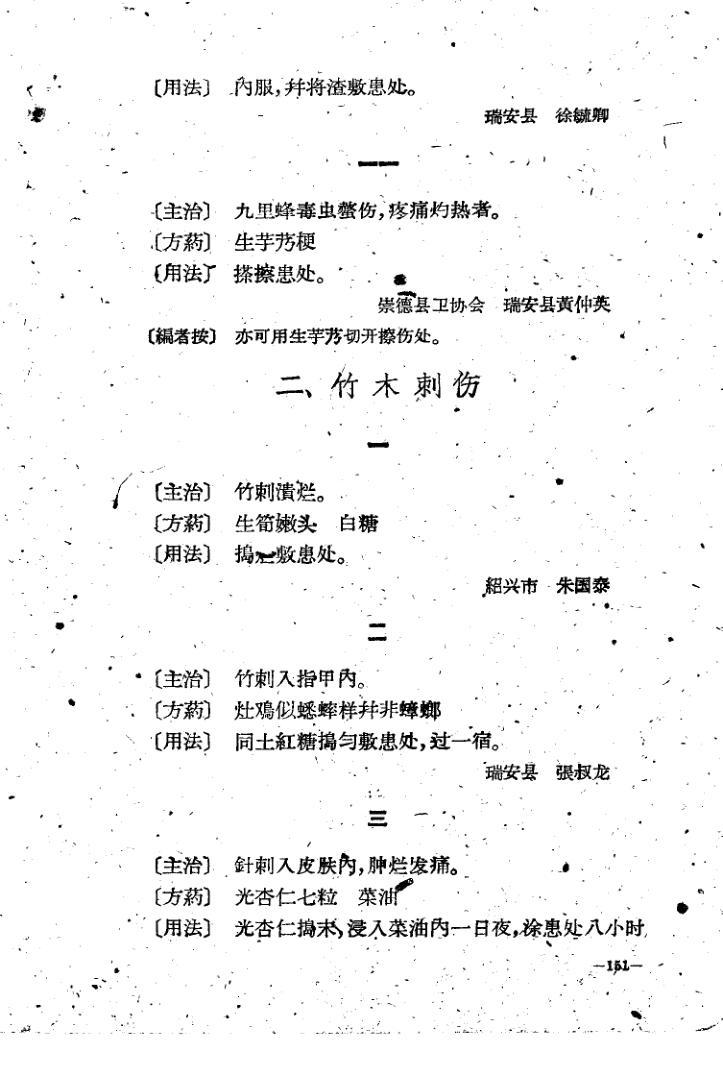 〔用法〕 內服,幷将渣敷患处。
瑞安县 徐毓卿
一一
〔主治〕 九里蜂毒虫螫伤,疼痛灼热者。
〔方葯〕 生芋艿梗
〔用法〕 搽擦患处。
崇德县卫协会 瑞安县黄仲英
〔編者按〕 亦可用生芋艿切开擦伤处。
二、竹木刺伤
一
〔主治〕 竹刺潰烂。
〔方葯〕 生筍嫩头 白糖
〔用法〕 搗烂敷患处。
紹兴市 朱国泰
二
〔主治〕 竹刺入指甲內。
〔方葯〕 灶鸡似蟋蟀样幷非蟑螂
〔用法〕 同土紅糖搗匀敷患处,过一宿。
瑞安县 張叔龙
三
〔主治〕 針刺入皮肤內,肿烂发痛。
〔方葯〕 光杏仁七粒 菜油
〔用法〕 光杏仁搗末,浸入菜油內一日夜,涂患处八小时
—151—